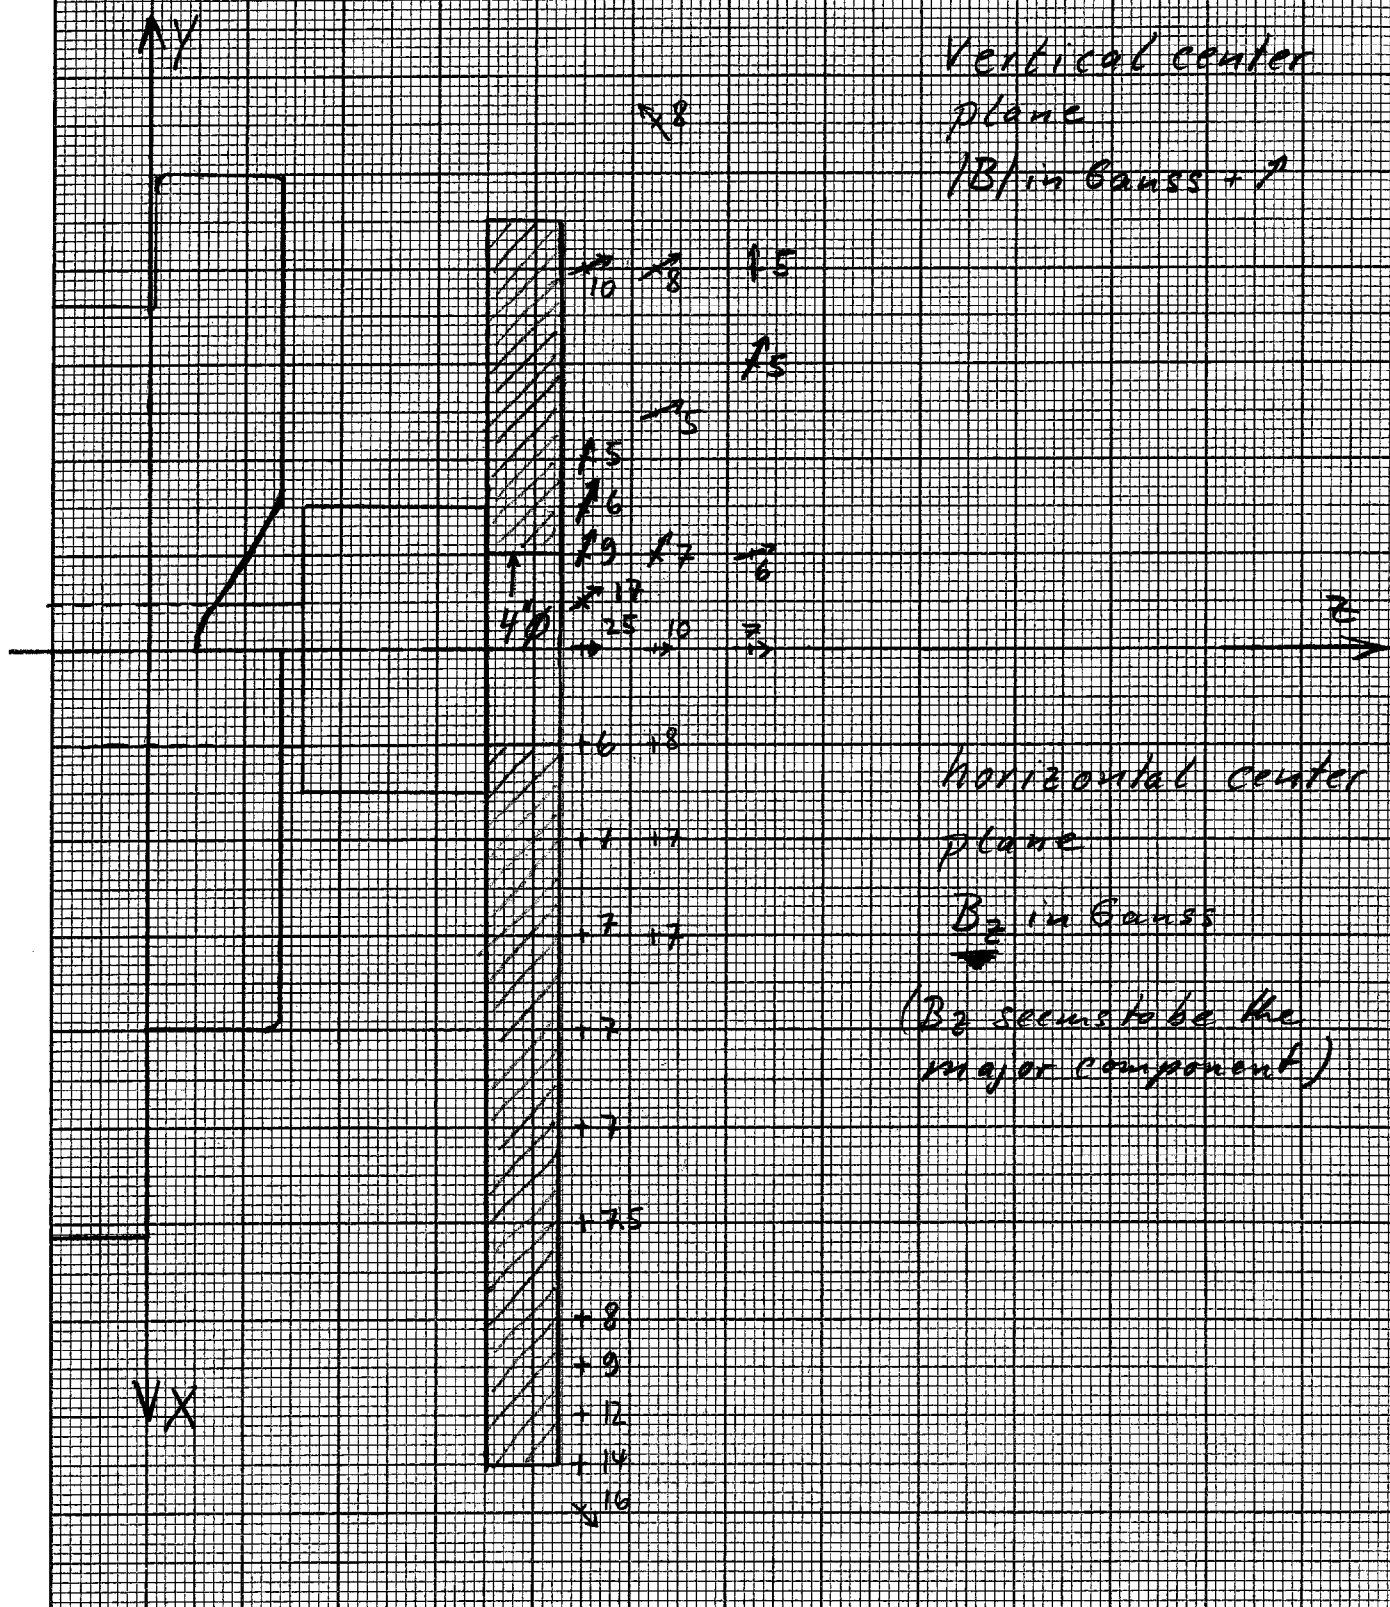 Y
Vertical center
plane
/B/ in Gauss + ↗
8
10
8
5
5
5
5
6
9
7
6
4"ϕ
17
25
10
7
z
+6
+8
+7
+7
+7
+7
+7
+7
+7.5
+8
+9
+12
+14
16
X
horizontal center
plane
Bz in Gauss
(Bz seems to be the
major component)